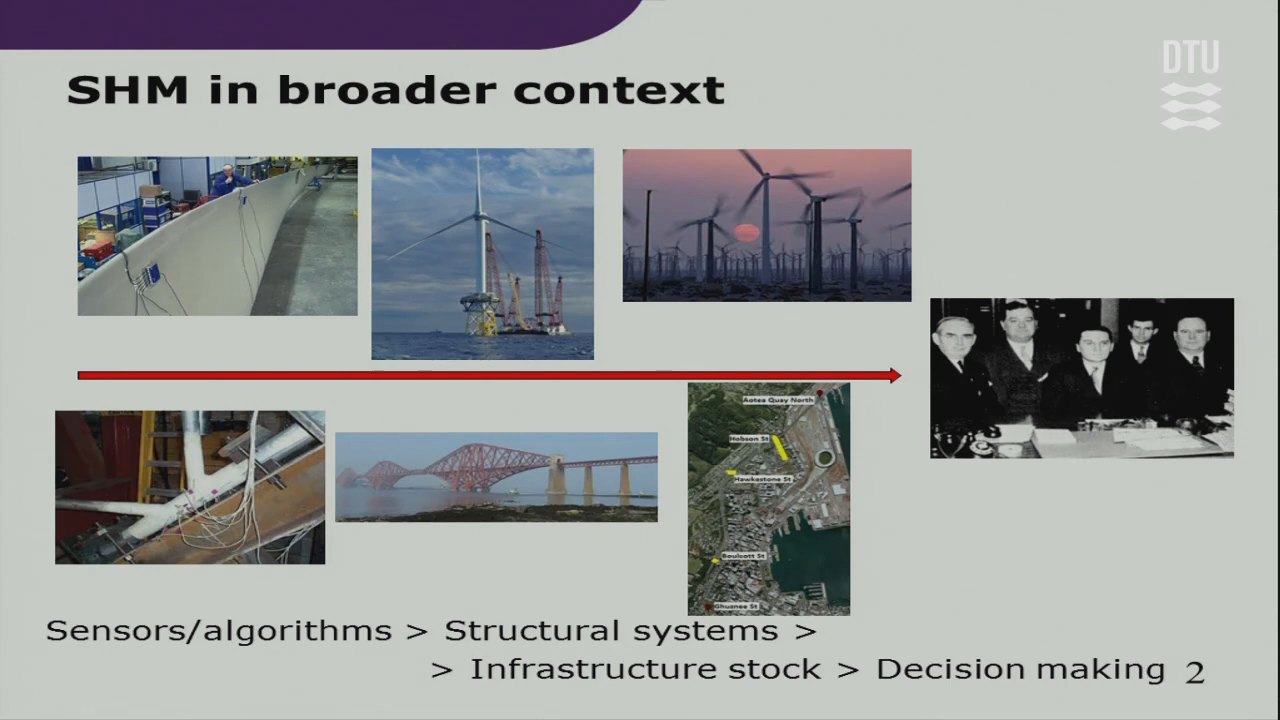 DTU
SHM in broader context
Aotea Quay North
Hobson St
Hawkestone St
Boulcott St
Ghuznee St
Sensors/algorithms > Structural systems >
> Infrastructure stock > Decision making 2